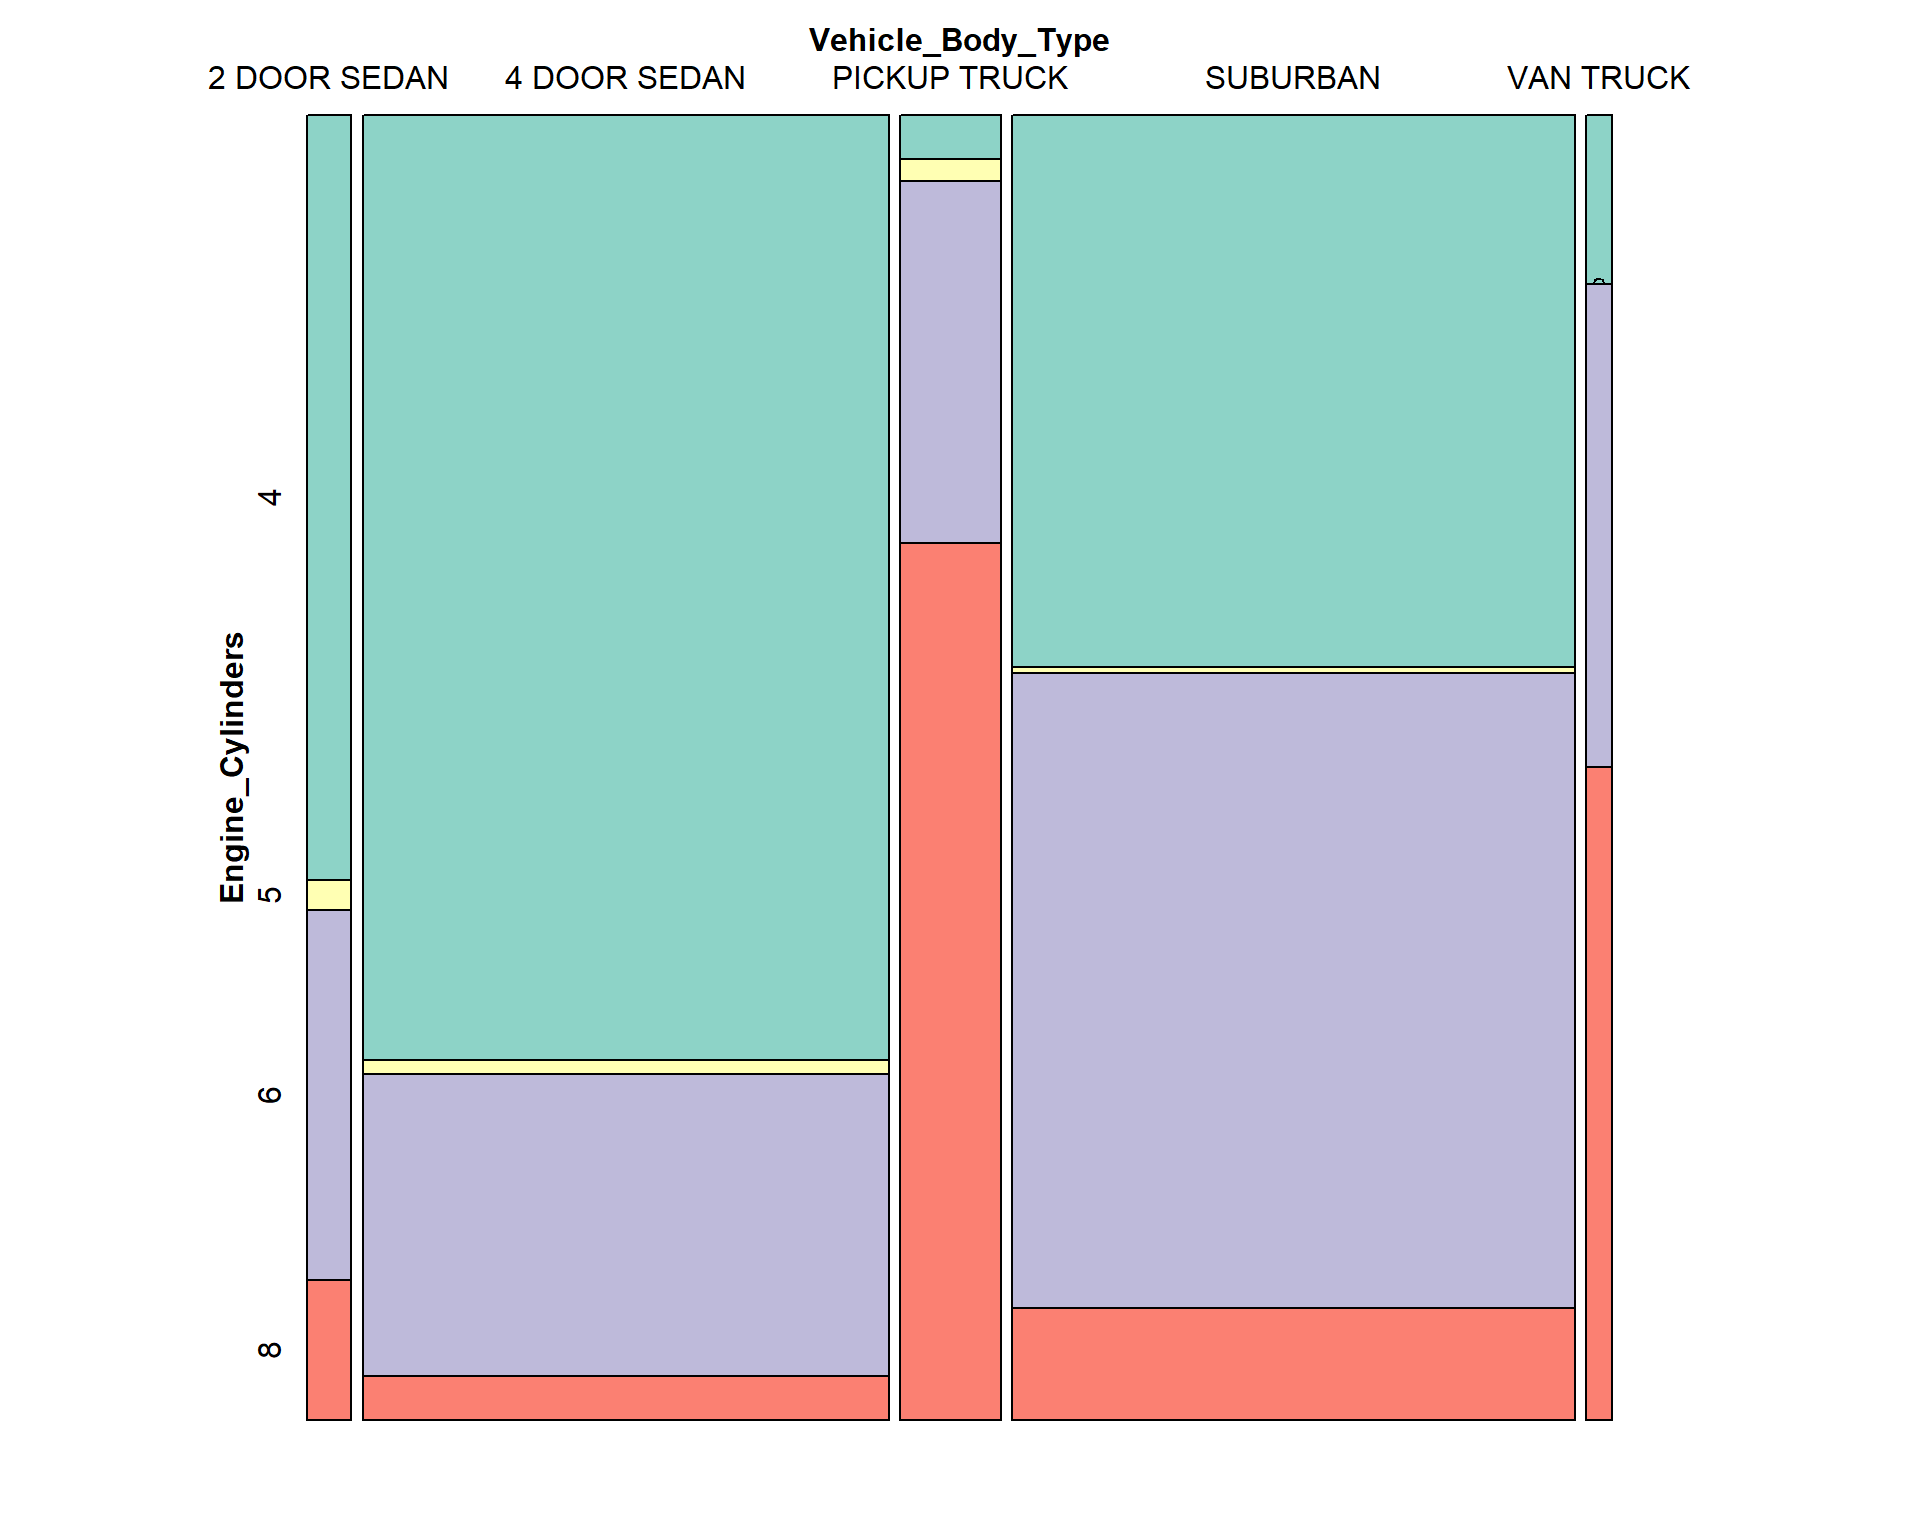 Vehicle_Body_Type
2 DOOR SEDAN 4 DOOR SEDAN PICKUP TRUCK SUBURBAN VAN TRUCK
Engine_Cylinders
4
5
6
8